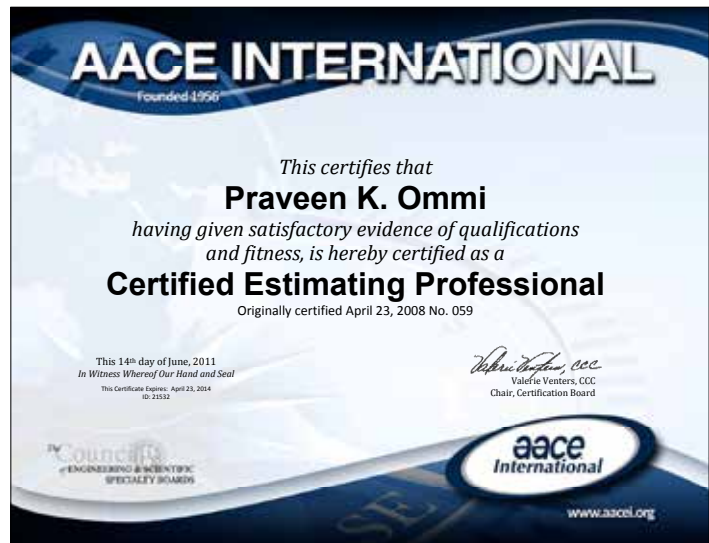 AACE INTERNATIONAL
Founded 1956
This certifies that
Praveen K. Ommi
having given satisfactory evidence of qualifications
and fitness, is hereby certified as a
Certified Estimating Professional
Originally certified April 23, 2008 No. 059
This 14th day of June, 2011
In Witness Whereof Our Hand and Seal
This Certificate Expires: April 23, 2014
ID: 21532
Valerie Venters, CCC
Valerie Venters, CCC
Chair, Certification Board
The
Council of
ENGINEERING & SCIENTIFIC
SPECIALTY BOARDS
SE
aace
International
www.aacei.org